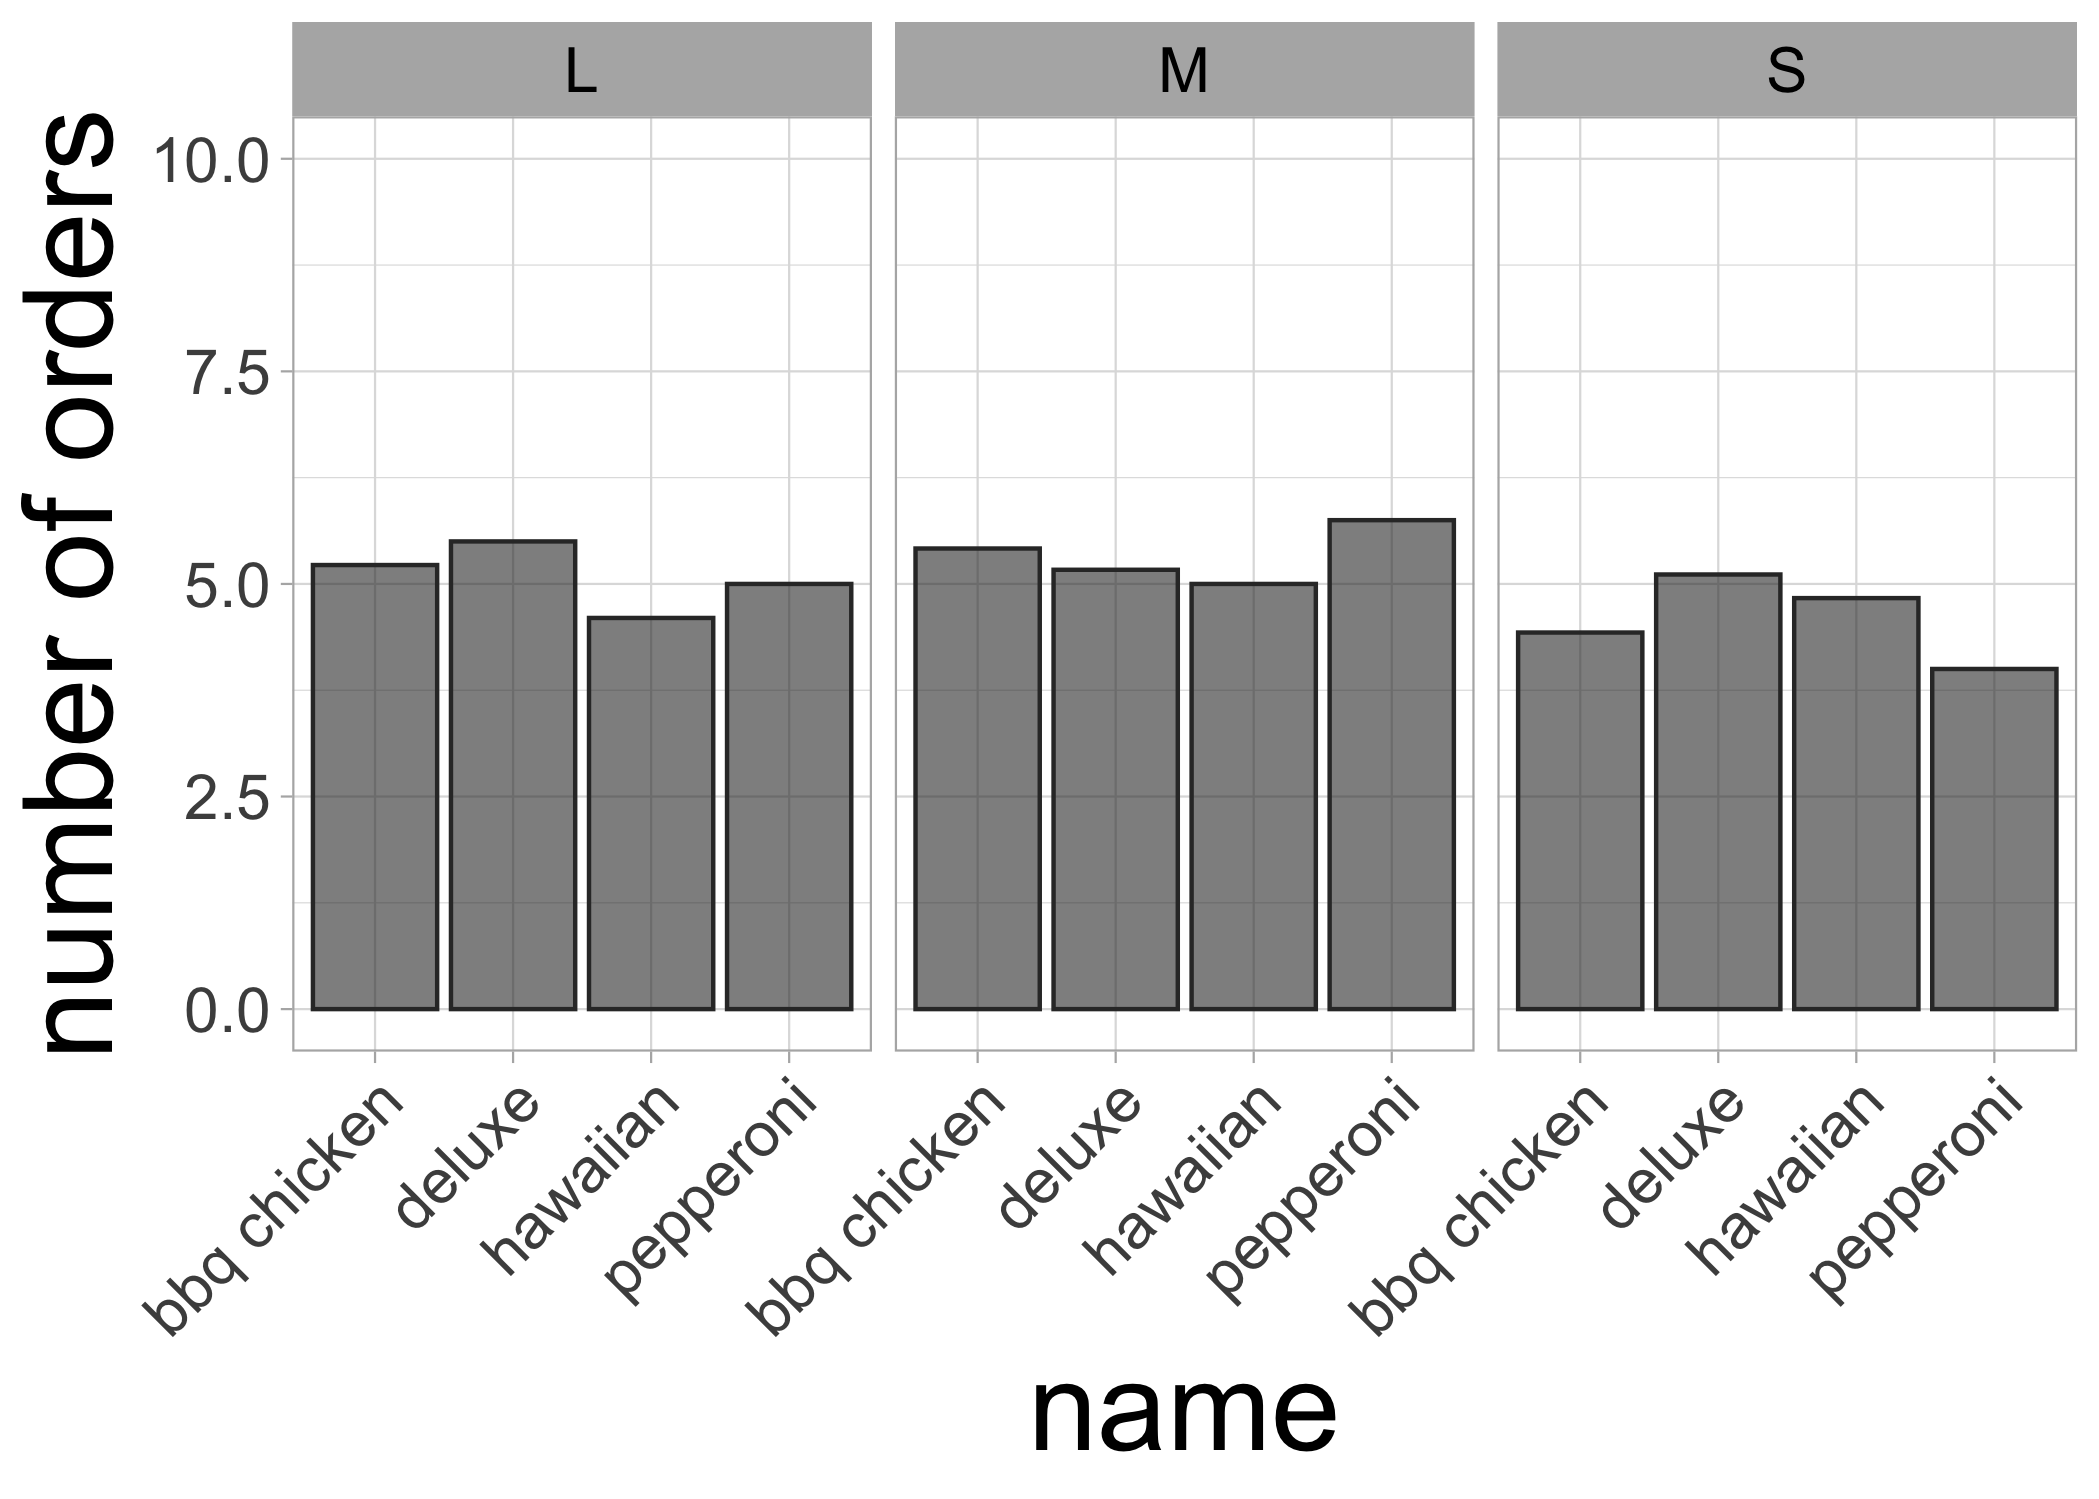 L M S
number of orders
10.0
7.5
5.0
2.5
0.0
bbq chicken deluxe hawaiian pepperoni bbq chicken deluxe hawaiian pepperoni bbq chicken deluxe hawaiian pepperoni
name